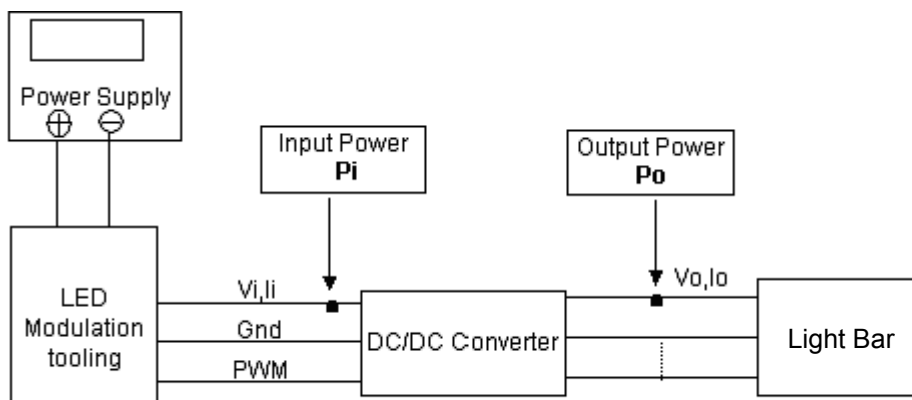 Power Supply
Input Power
Pi
Output Power
Po
LED
Modulation
tooling
Vi,Ii
Gnd
PWM
DC/DC Converter
Vo,Io
Light Bar